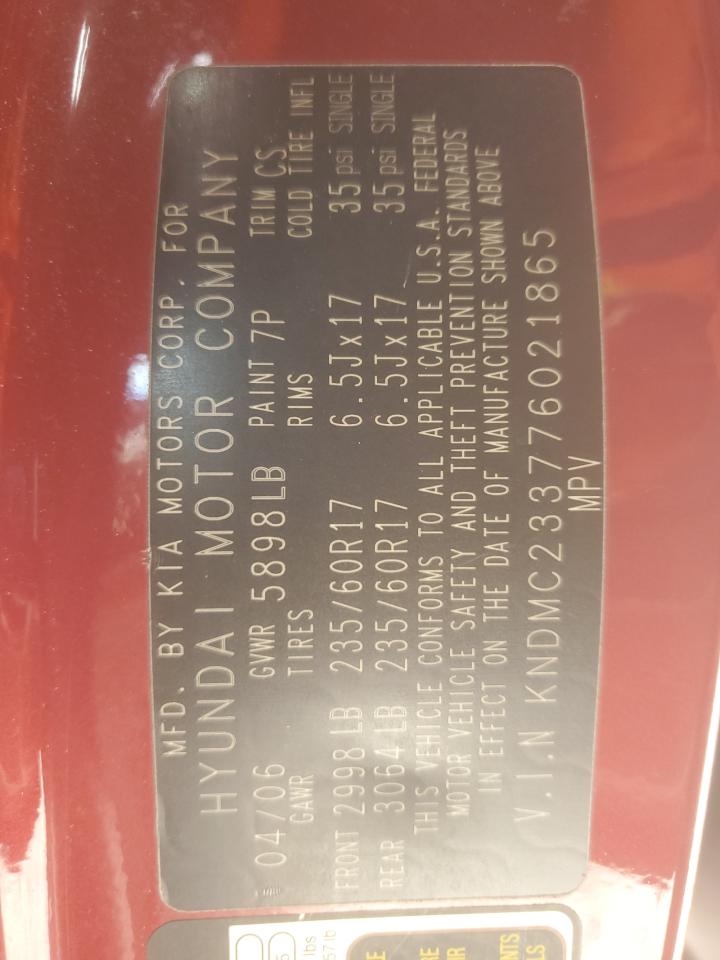 MFD. BY KIA MOTORS CORP. FOR
HYUNDAI MOTOR COMPANY
04/06 GVWR 5898LB PAINT 7P TRIM CS
GAWR TIRES RIMS COLD TIRE INFL
FRONT 2998 LB 235/60R17 6.5Jx17 35 psi SINGLE
REAR 3064 LB 235/60R17 6.5Jx17 35 psi SINGLE
THIS VEHICLE CONFORMS TO ALL APPLICABLE U.S.A. FEDERAL
MOTOR VEHICLE SAFETY AND THEFT PREVENTION STANDARDS
IN EFFECT ON THE DATE OF MANUFACTURE SHOWN ABOVE
V.I.N KNDMC233776021865
MPV
lbs
57 lb